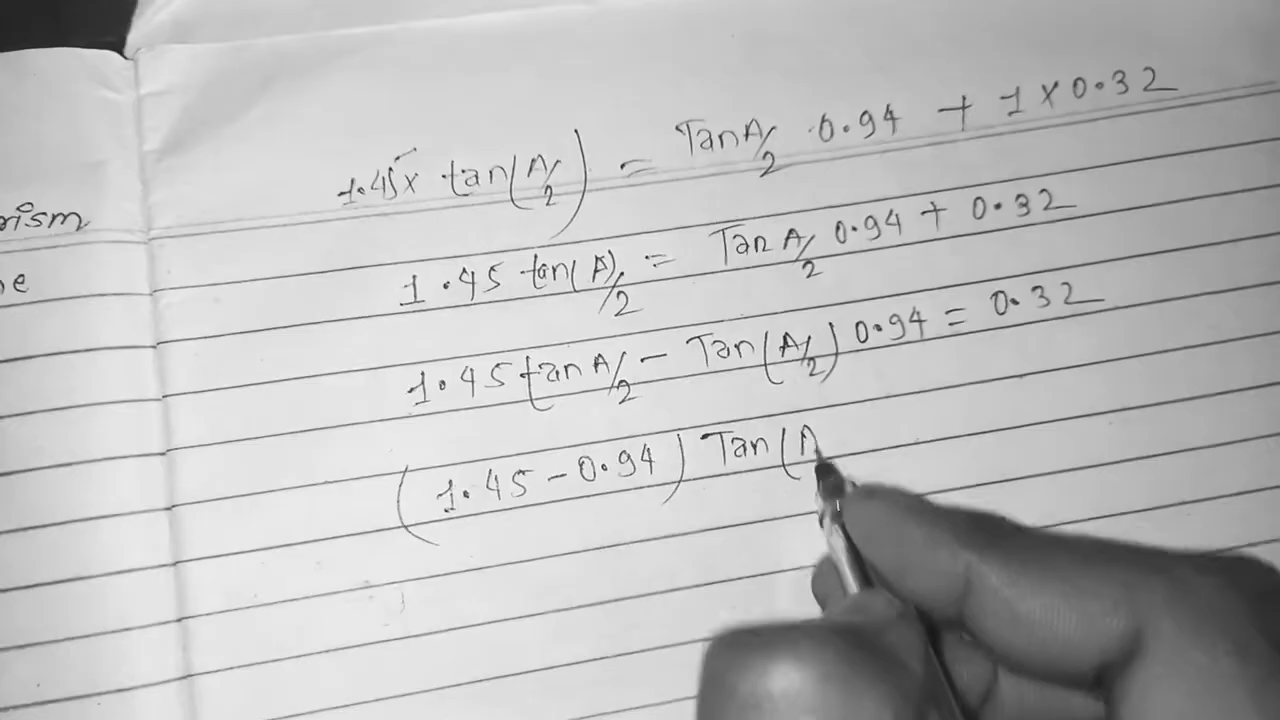 1.45 x tan(A/2) = TanA/2 0.94 + 1 x 0.32
rism
1.45 tan(A)/2 = Tan A/2 0.94 + 0.32
e
1.45 tan A/2 - Tan(A/2) 0.94 = 0.32
(1.45 - 0.94) Tan(A